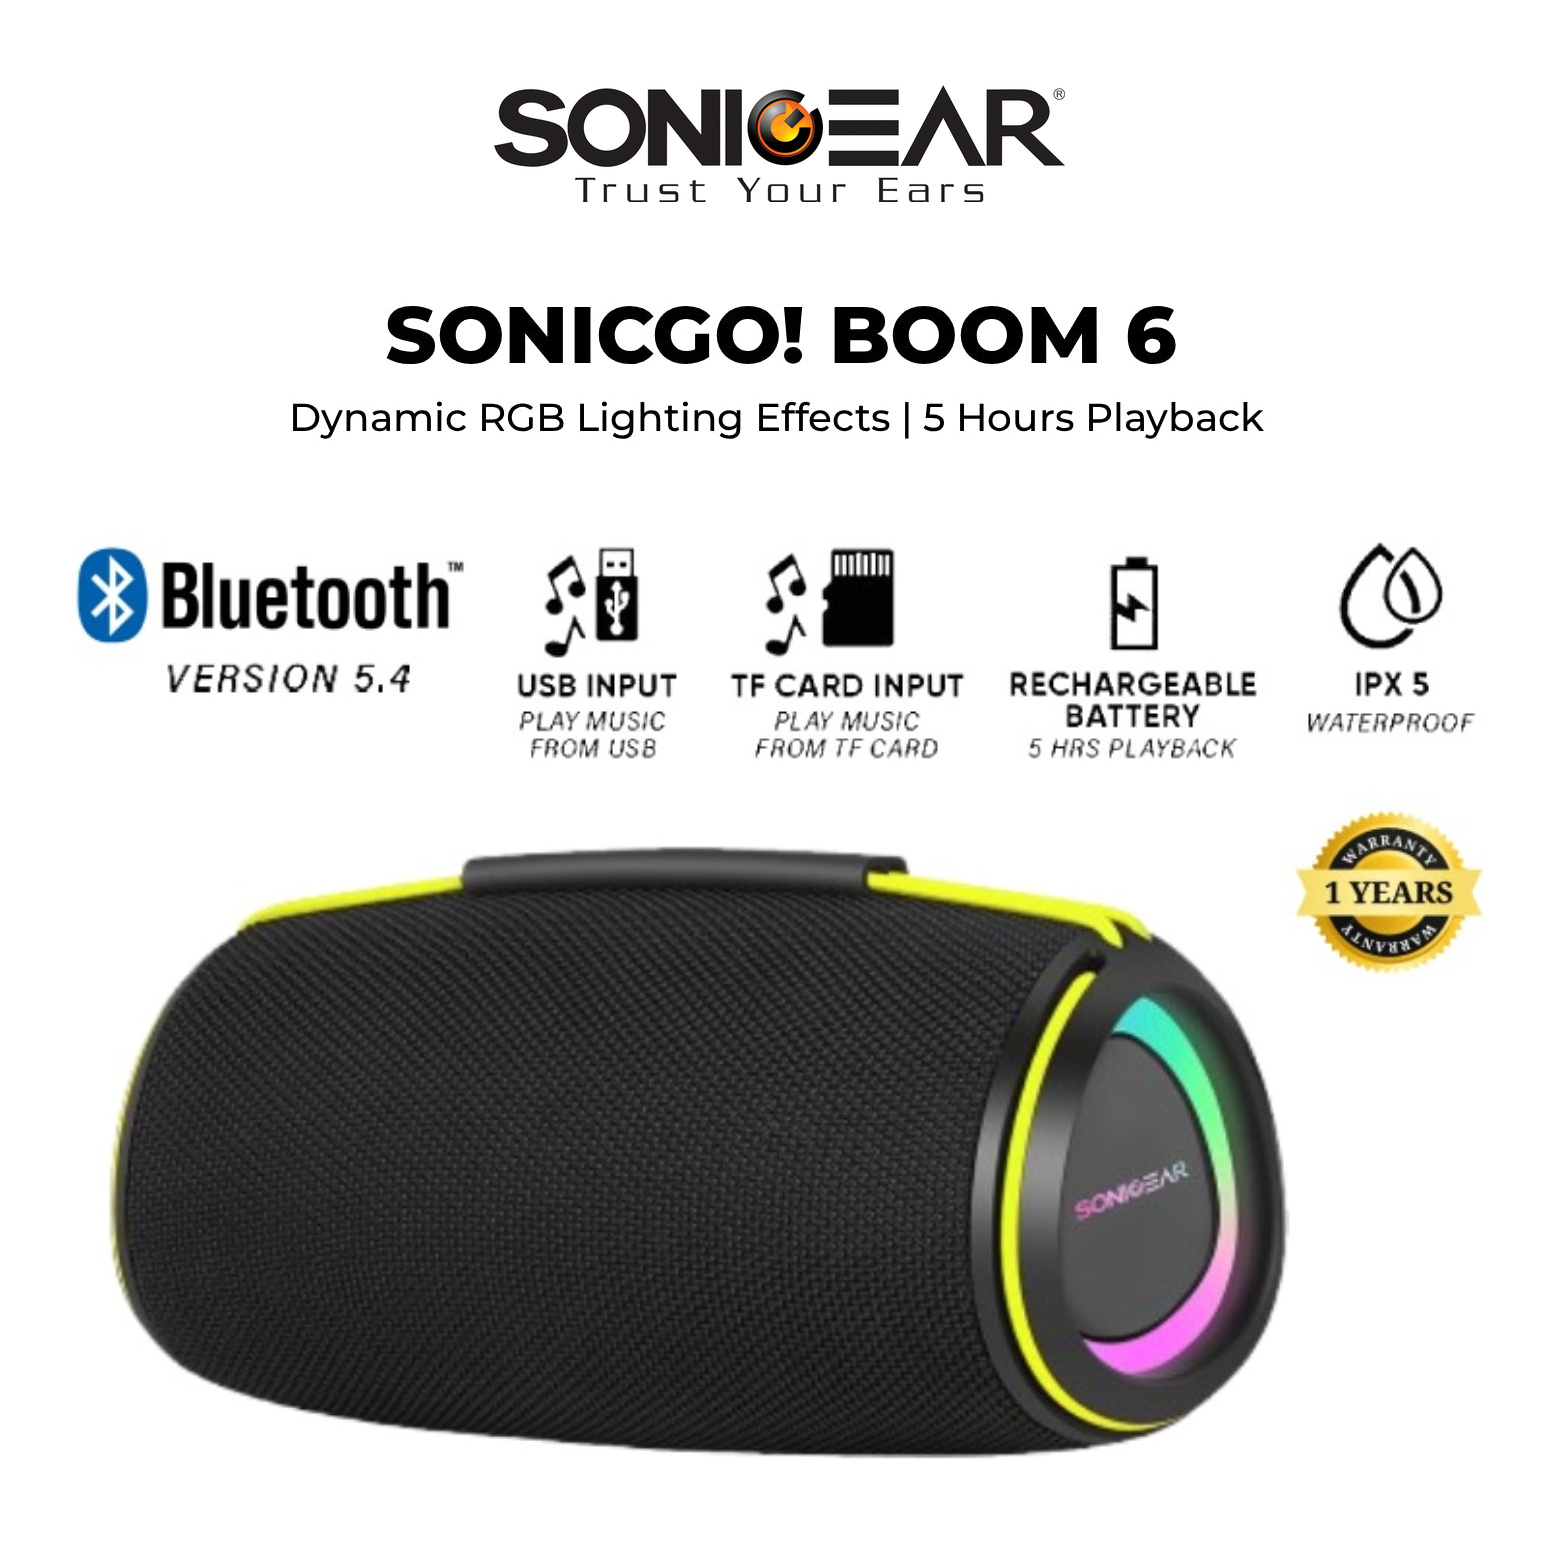 SONICGEAR®
Trust Your Ears
SONICGO! BOOM 6
Dynamic RGB Lighting Effects | 5 Hours Playback
Bluetooth™
VERSION 5.4
USB INPUT
PLAY MUSIC
FROM USB
TF CARD INPUT
PLAY MUSIC
FROM TF CARD
RECHARGEABLE
BATTERY
5 HRS PLAYBACK
IPX 5
WATERPROOF
WARRANTY
1 YEARS
WARRANTY
SONICGEAR